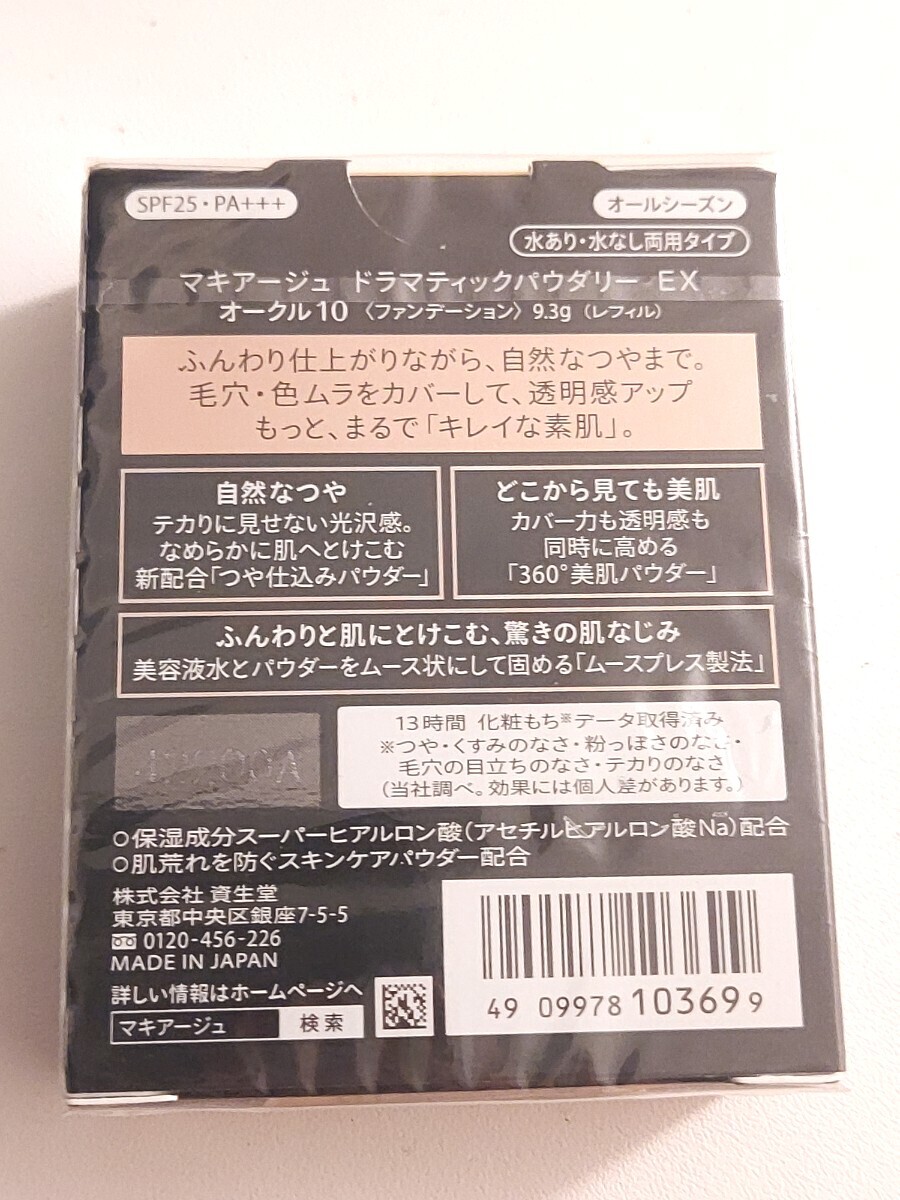 SPF25・PA+++
オールシーズン
水あり・水なし両用タイプ
マキアージュ ドラマティックパウダリー EX
オークル10 〈ファンデーション〉 9.3g (レフィル)
ふんわり仕上がりながら、自然なつやまで。
毛穴・色ムラをカバーして、透明感アップ
もっと、まるで「キレイな素肌」。
自然なつや
テカりに見せない光沢感。
なめらかに肌へとけこむ
新配合「つや仕込みパウダー」
どこから見ても美肌
カバー力も透明感も
同時に高める
「360°美肌パウダー」
ふんわりと肌にとけこむ、驚きの肌なじみ
美容液水とパウダーをムース状にして固める「ムースプレス製法」
13時間 化粧もち※データ取得済み
※つや・くすみのなさ・粉っぽさのなさ・
毛穴の目立ちのなさ・テカりのなさ
(当社調べ。効果には個人差があります。)
○保湿成分スーパーヒアルロン酸(アセチルヒアルロン酸Na)配合
○肌荒れを防ぐスキンケアパウダー配合
株式会社 資生堂
東京都中央区銀座7-5-5
0120-456-226
MADE IN JAPAN
詳しい情報はホームページへ
マキアージュ 検索
49 09978 10369 9